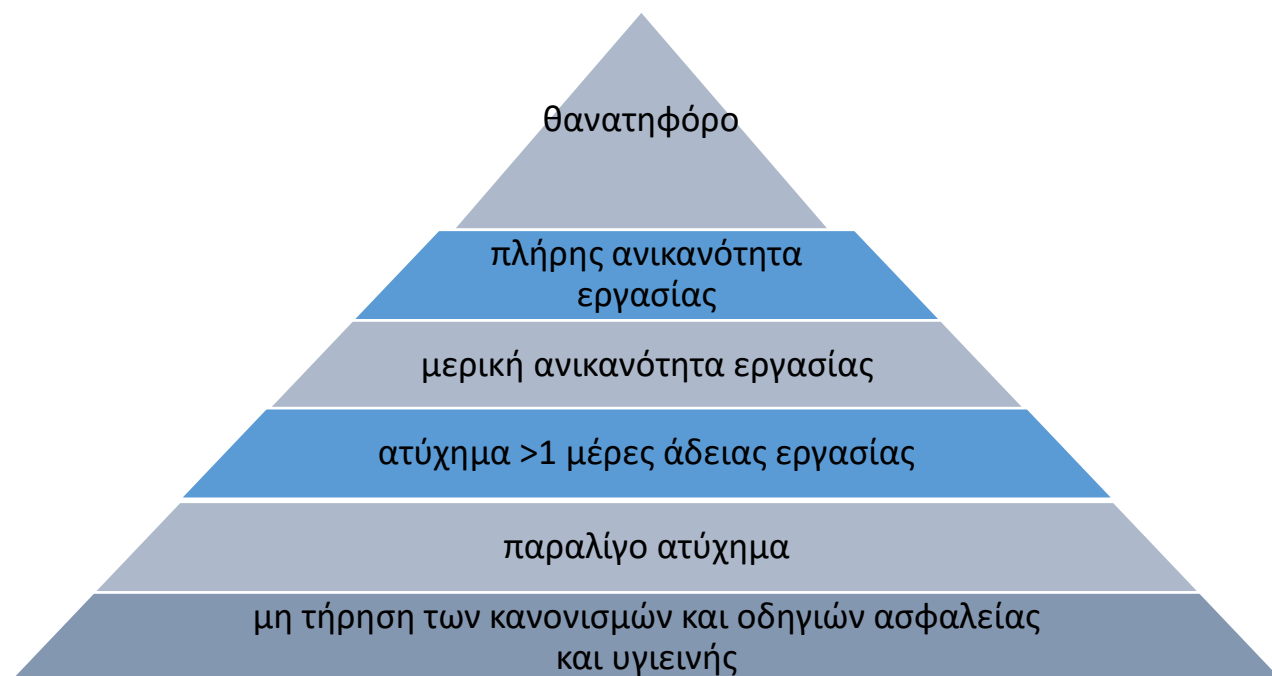 θανατηφόρο
πλήρης ανικανότητα
εργασίας
μερική ανικανότητα εργασίας
ατύχημα >1 μέρες άδειας εργασίας
παραλίγο ατύχημα
μη τήρηση των κανονισμών και οδηγιών ασφαλείας
και υγιεινής